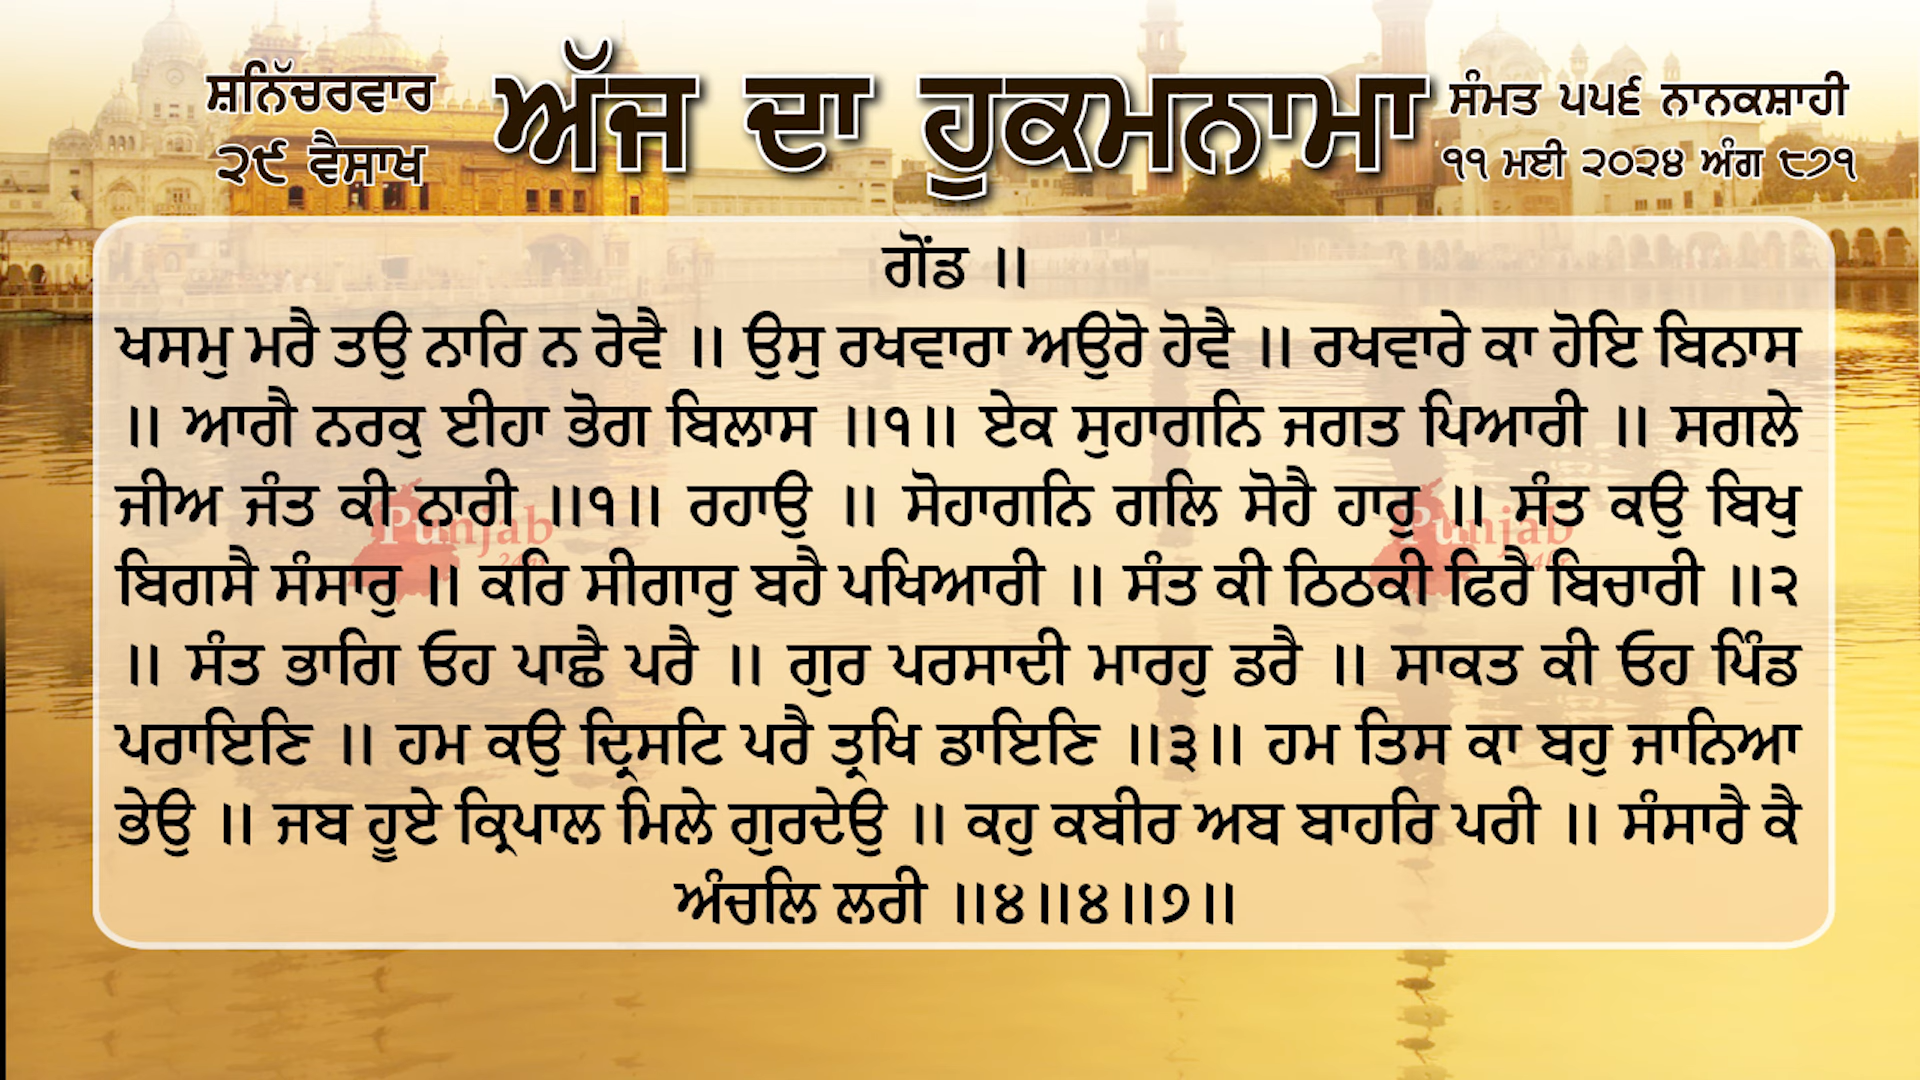 ਸ਼ਨਿੱਚਰਵਾਰ
੨੯ ਵੈਸਾਖ
ਅੱਜ ਦਾ ਹੁਕਮਨਾਮਾ
ਸੰਮਤ ੫੫੬ ਨਾਨਕਸ਼ਾਹੀ
੧੧ ਮਈ ੨੦੨੪ ਅੰਗ ੮੭੧
ਗੋਂਡ ॥
ਖਸਮੁ ਮਰੈ ਤਉ ਨਾਰਿ ਨ ਰੋਵੈ ॥ ਉਸੁ ਰਖਵਾਰਾ ਅਉਰੋ ਹੋਵੈ ॥ ਰਖਵਾਰੇ ਕਾ ਹੋਇ ਬਿਨਾਸ
॥ ਆਗੈ ਨਰਕੁ ਈਹਾ ਭੋਗ ਬਿਲਾਸ ॥੧॥ ਏਕ ਸੁਹਾਗਨਿ ਜਗਤ ਪਿਆਰੀ ॥ ਸਗਲੇ
ਜੀਅ ਜੰਤ ਕੀ ਨਾਰੀ ॥੧॥ ਰਹਾਉ ॥ ਸੋਹਾਗਨਿ ਗਲਿ ਸੋਹੈ ਹਾਰੁ ॥ ਸੰਤ ਕਉ ਬਿਖੁ
ਬਿਗਸੈ ਸੰਸਾਰੁ ॥ ਕਰਿ ਸੀਗਾਰੁ ਬਹੈ ਪਖਿਆਰੀ ॥ ਸੰਤ ਕੀ ਠਿਠਕੀ ਫਿਰੈ ਬਿਚਾਰੀ ॥੨
॥ ਸੰਤ ਭਾਗਿ ਓਹ ਪਾਛੈ ਪਰੈ ॥ ਗੁਰ ਪਰਸਾਦੀ ਮਾਰਹੁ ਡਰੈ ॥ ਸਾਕਤ ਕੀ ਓਹ ਪਿੰਡ
ਪਰਾਇਣਿ ॥ ਹਮ ਕਉ ਦ੍ਰਿਸਟਿ ਪਰੈ ਤ੍ਰਖਿ ਡਾਇਣਿ ॥੩॥ ਹਮ ਤਿਸ ਕਾ ਬਹੁ ਜਾਨਿਆ
ਭੇਉ ॥ ਜਬ ਹੂਏ ਕ੍ਰਿਪਾਲ ਮਿਲੇ ਗੁਰਦੇਉ ॥ ਕਹੁ ਕਬੀਰ ਅਬ ਬਾਹਰਿ ਪਰੀ ॥ ਸੰਸਾਰੈ ਕੈ
ਅੰਚਲਿ ਲਰੀ ॥੪॥੪॥੭॥
Punjab
Punjab